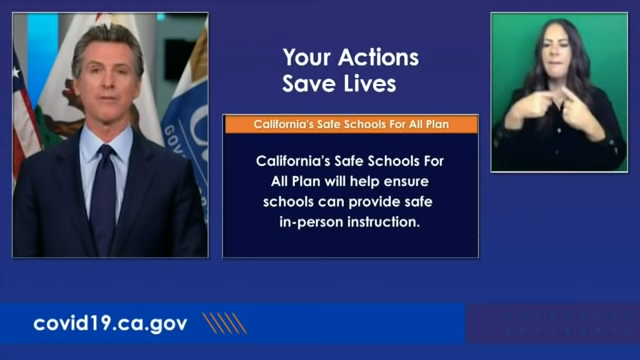 Your Actions
Save Lives
California's Safe Schools For All Plan
California's Safe Schools For
All Plan will help ensure
schools can provide safe
in-person instruction.
covid19.ca.gov